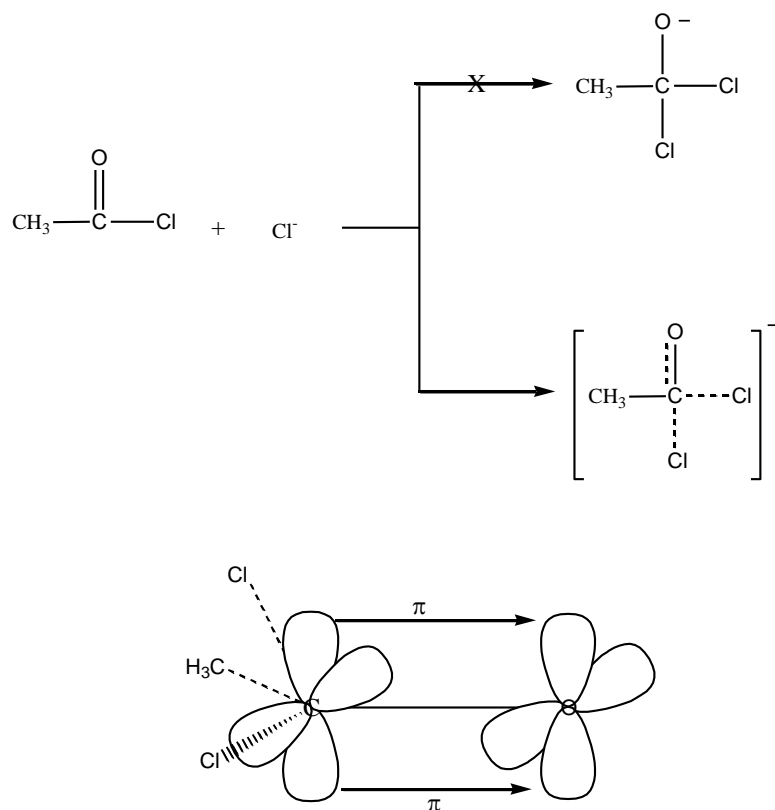 O –
X
CH₃ C Cl
Cl
O
CH₃ C Cl + Cl⁻
O –
CH₃ C Cl
Cl
Cl
π
H₃C
C O
Cl
π